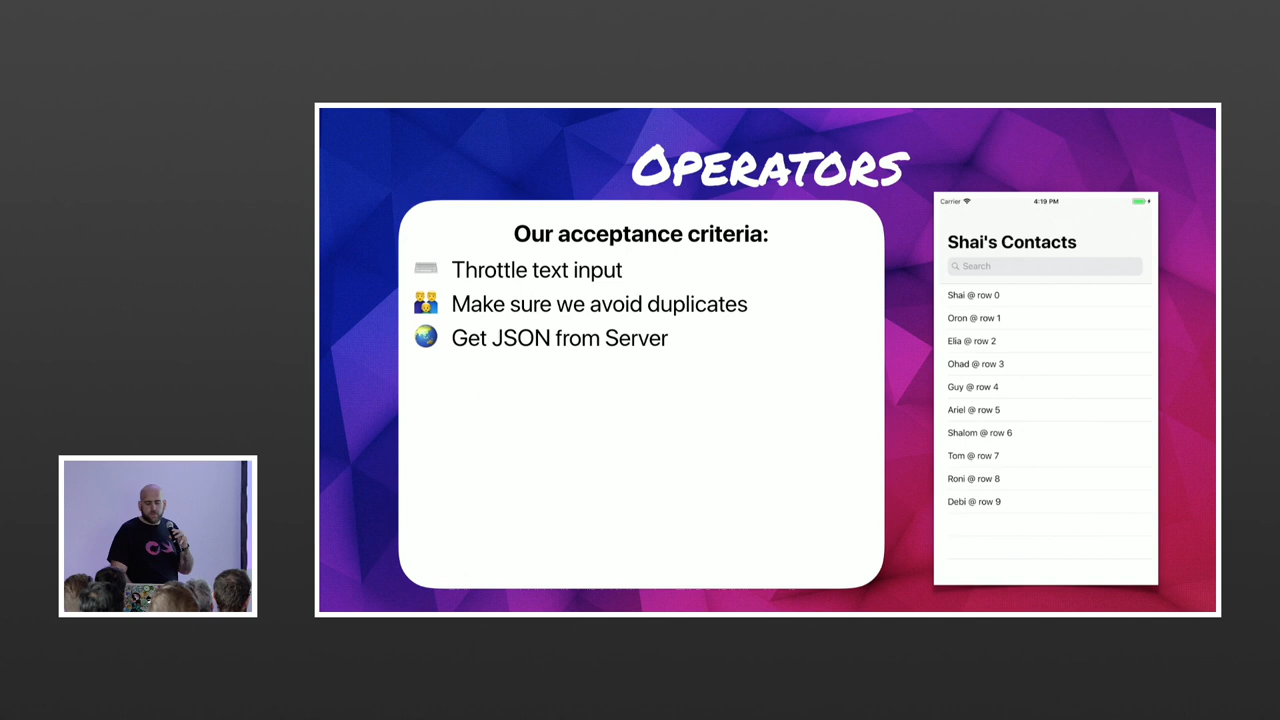 OPERATORS
Our acceptance criteria:
Throttle text input
Make sure we avoid duplicates
Get JSON from Server
Carrier
4:19 PM
Shai's Contacts
Search
Shai @ row 0
Oron @ row 1
Elia @ row 2
Ohad @ row 3
Guy @ row 4
Ariel @ row 5
Shalom @ row 6
Tom @ row 7
Roni @ row 8
Debi @ row 9